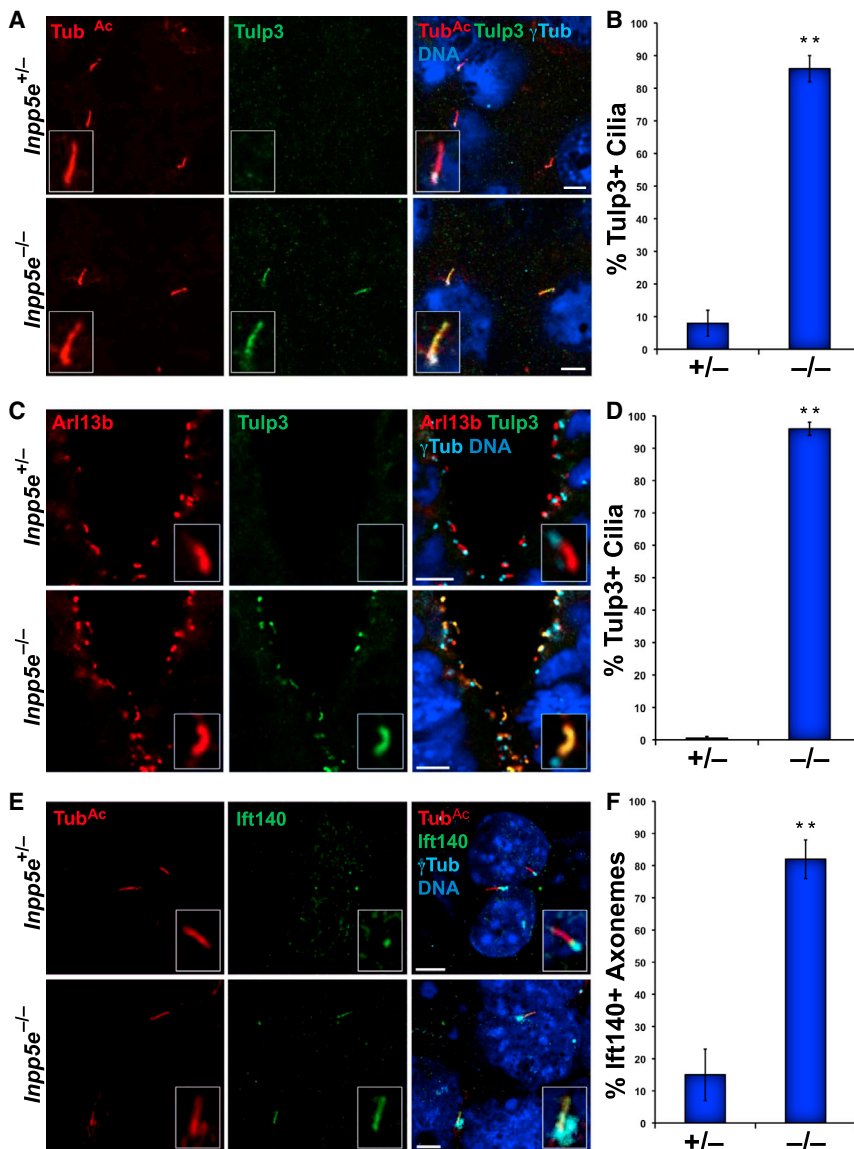 A
Tub Ac
Tulp3
Tub Ac Tulp3 γTub
DNA
Inpp5e+/–
Inpp5e–/–
B
% Tulp3+ Cilia
100
90
80
70
60
50
40
30
20
10
0
**
+/–
–/–
C
Arl13b
Tulp3
Arl13b Tulp3
γTub DNA
Inpp5e+/–
Inpp5e–/–
D
% Tulp3+ Cilia
100
90
80
70
60
50
40
30
20
10
0
**
+/–
–/–
E
TubAc
Ift140
TubAc
Ift140
γTub
DNA
Inpp5e+/–
Inpp5e–/–
F
% Ift140+ Axonemes
100
90
80
70
60
50
40
30
20
10
0
**
+/–
–/–